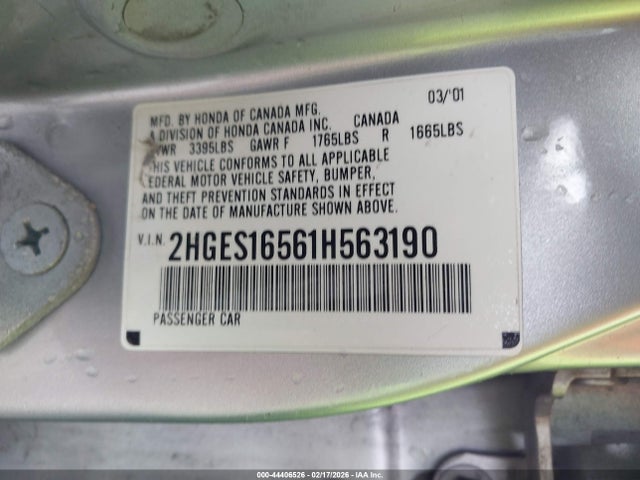 MFD. BY HONDA OF CANADA MFG. 03/'01
A DIVISION OF HONDA CANADA INC. CANADA
GVWR 3395LBS GAWR F 1765LBS R 1665LBS
THIS VEHICLE CONFORMS TO ALL APPLICABLE
FEDERAL MOTOR VEHICLE SAFETY, BUMPER,
AND THEFT PREVENTION STANDARDS IN EFFECT
ON THE DATE OF MANUFACTURE SHOWN ABOVE.
V.I.N. 2HGES16561H563190
PASSENGER CAR
000-44406526 - 02/17/2026 - © IAA, Inc.